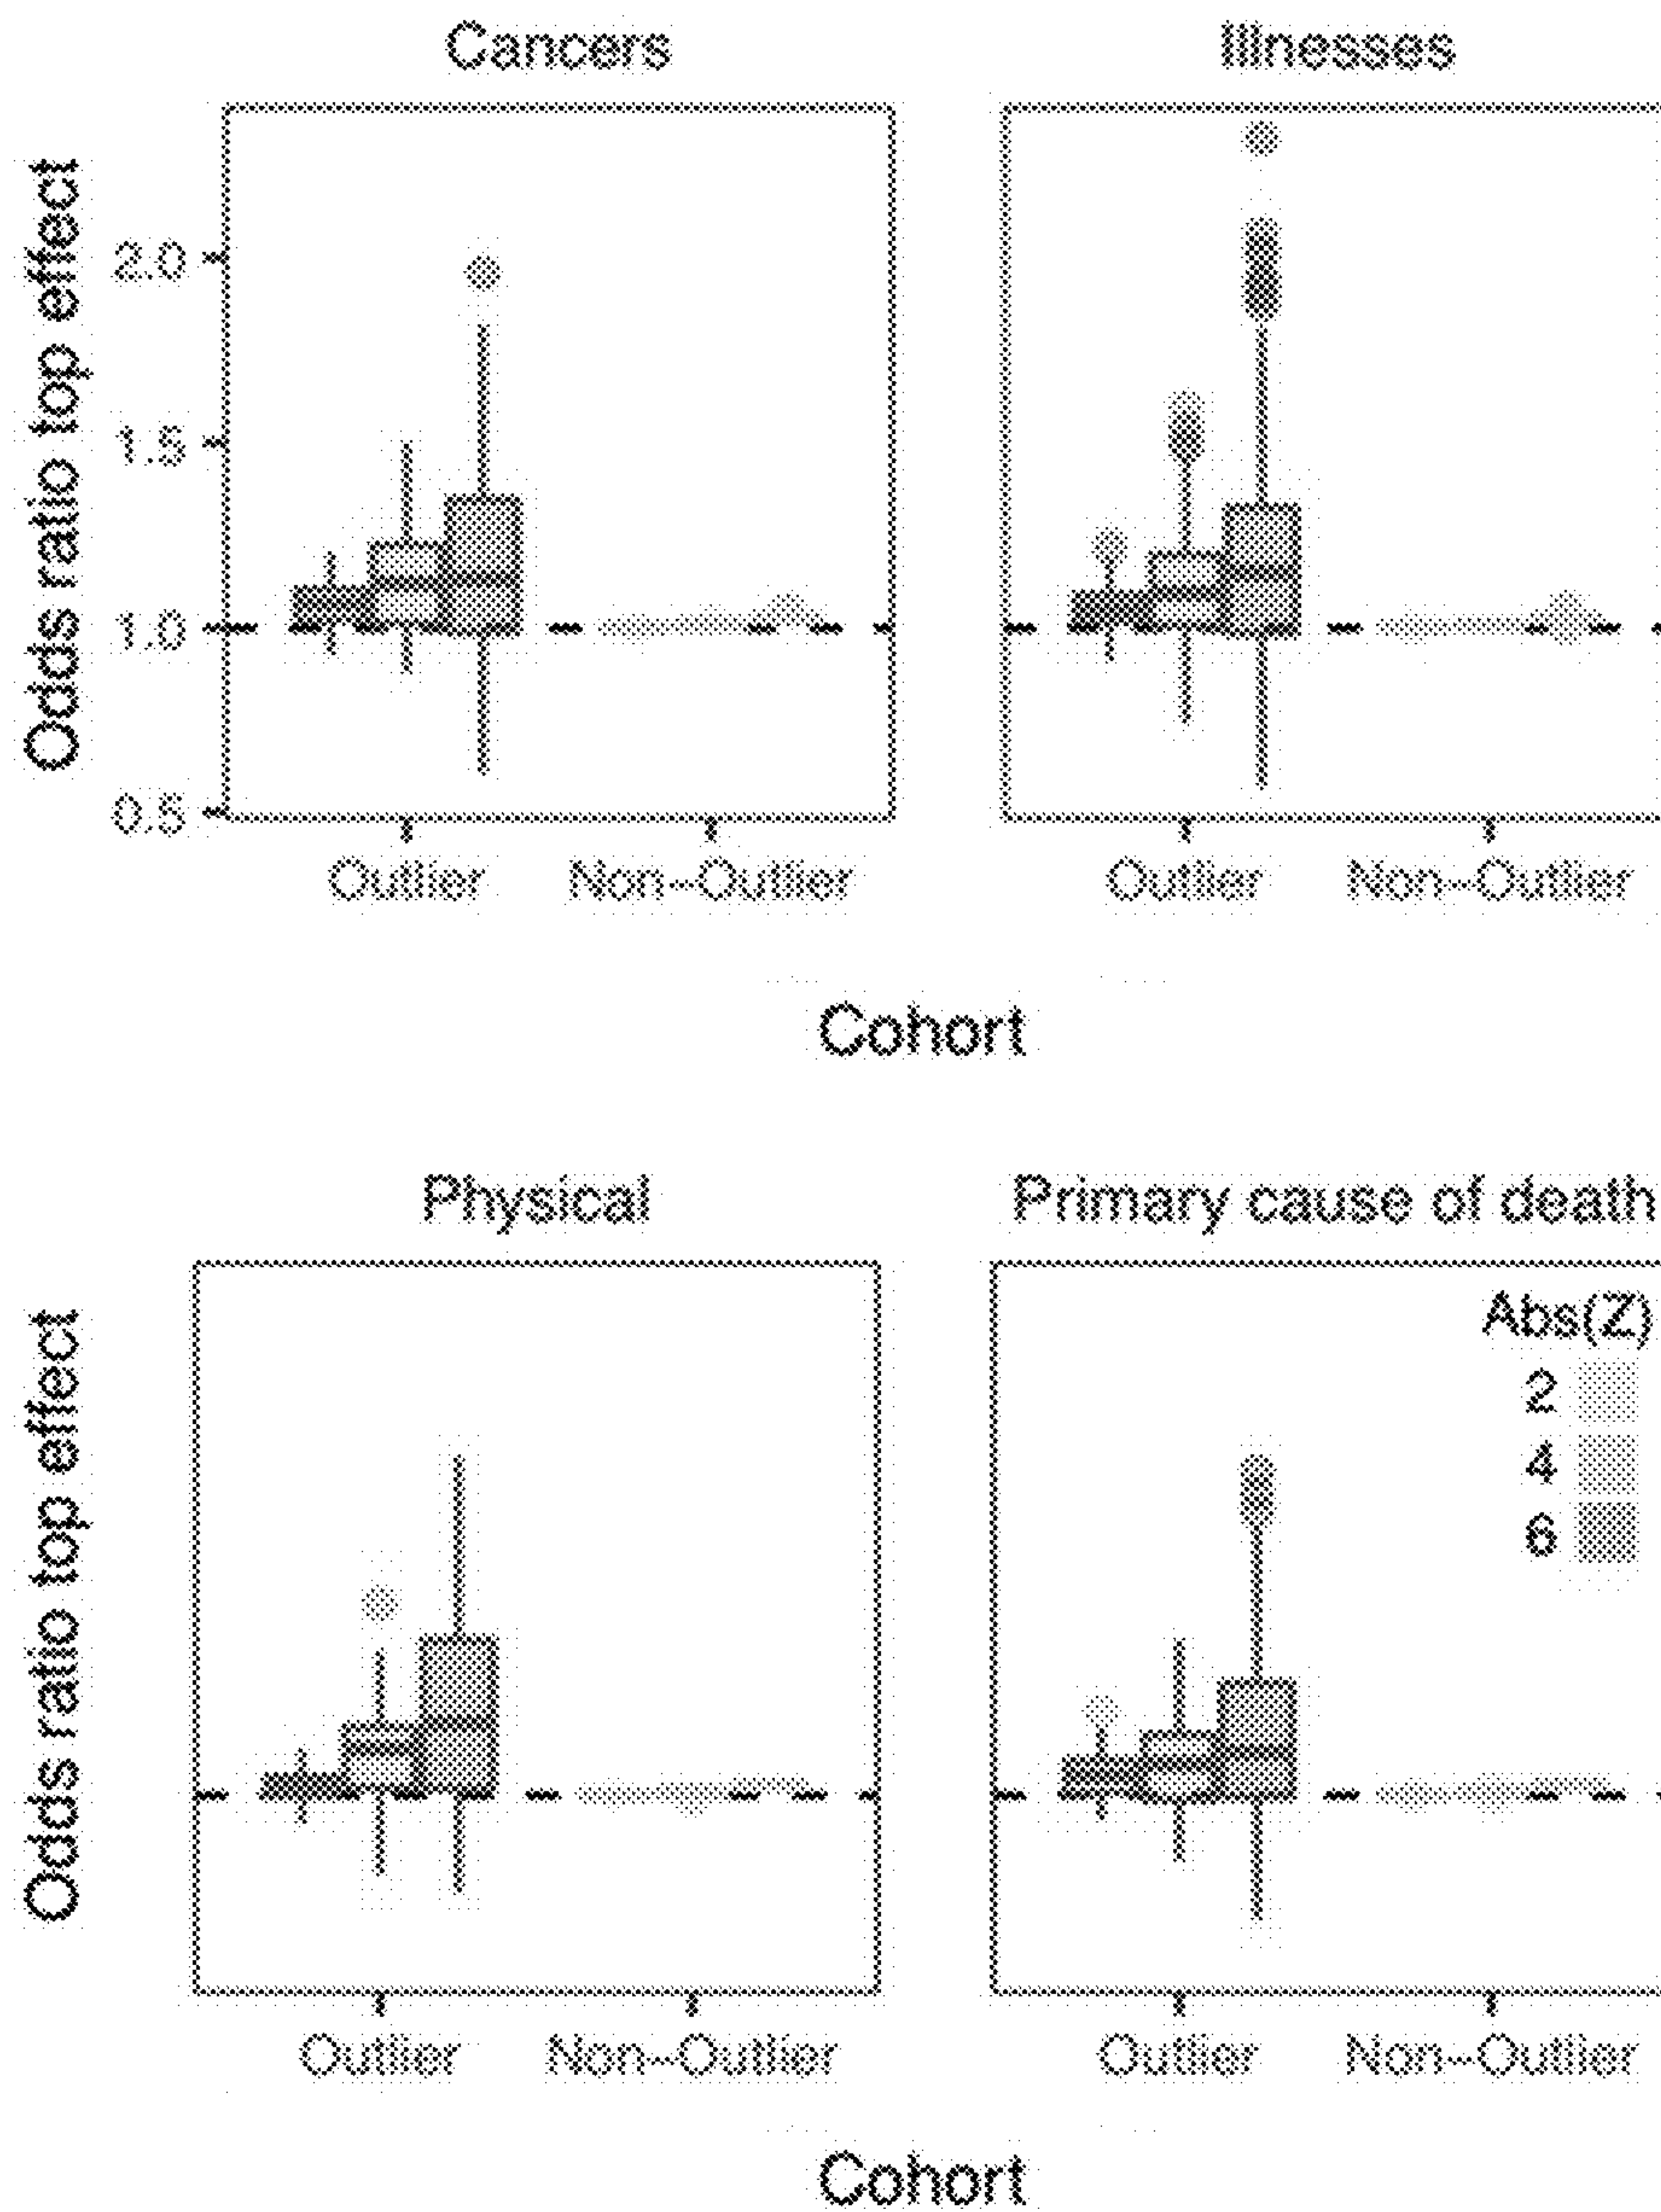 Cancers
Illnesses
Odds ratio top effect
2.0
1.5
1.0
0.5
Outlier
Non-Outlier
Outlier
Non-Outlier
Cohort
Physical
Primary cause of death
Odds ratio top effect
Abs(Z)
2
4
6
Outlier
Non-Outlier
Outlier
Non-Outlier
Cohort